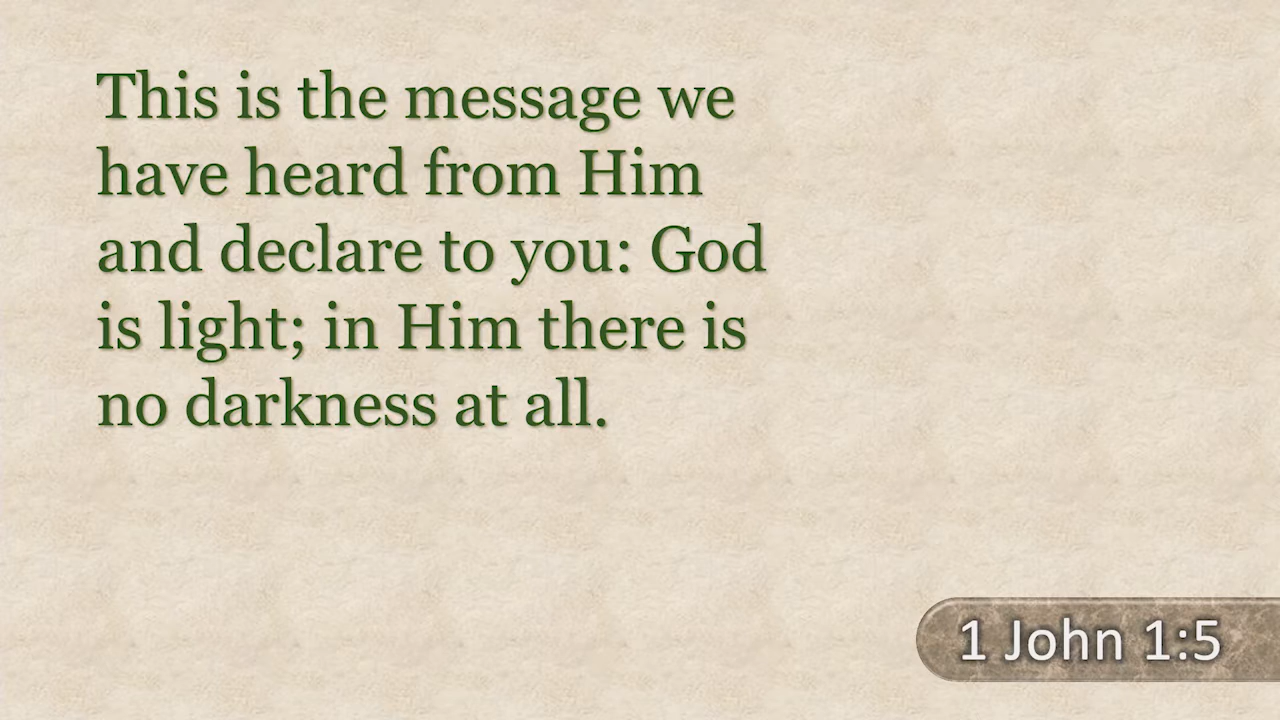 This is the message we
have heard from Him
and declare to you: God
is light; in Him there is
no darkness at all.
1 John 1:5